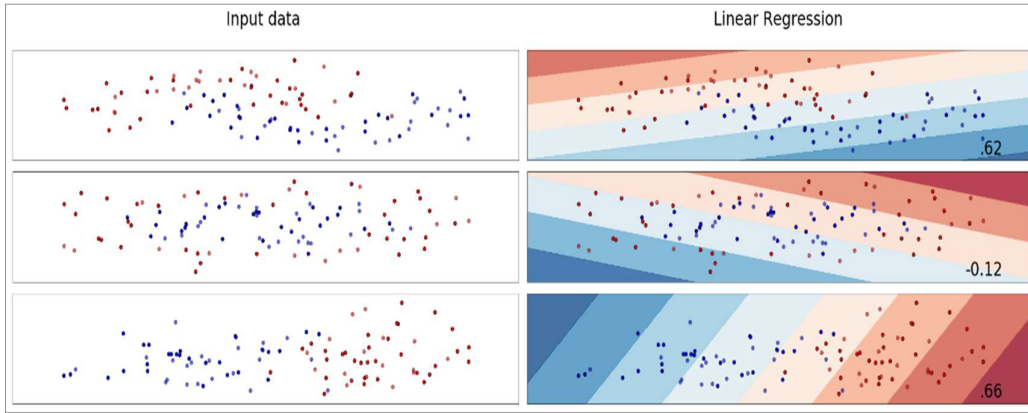 Input data
Linear Regression
.62
-0.12
.66